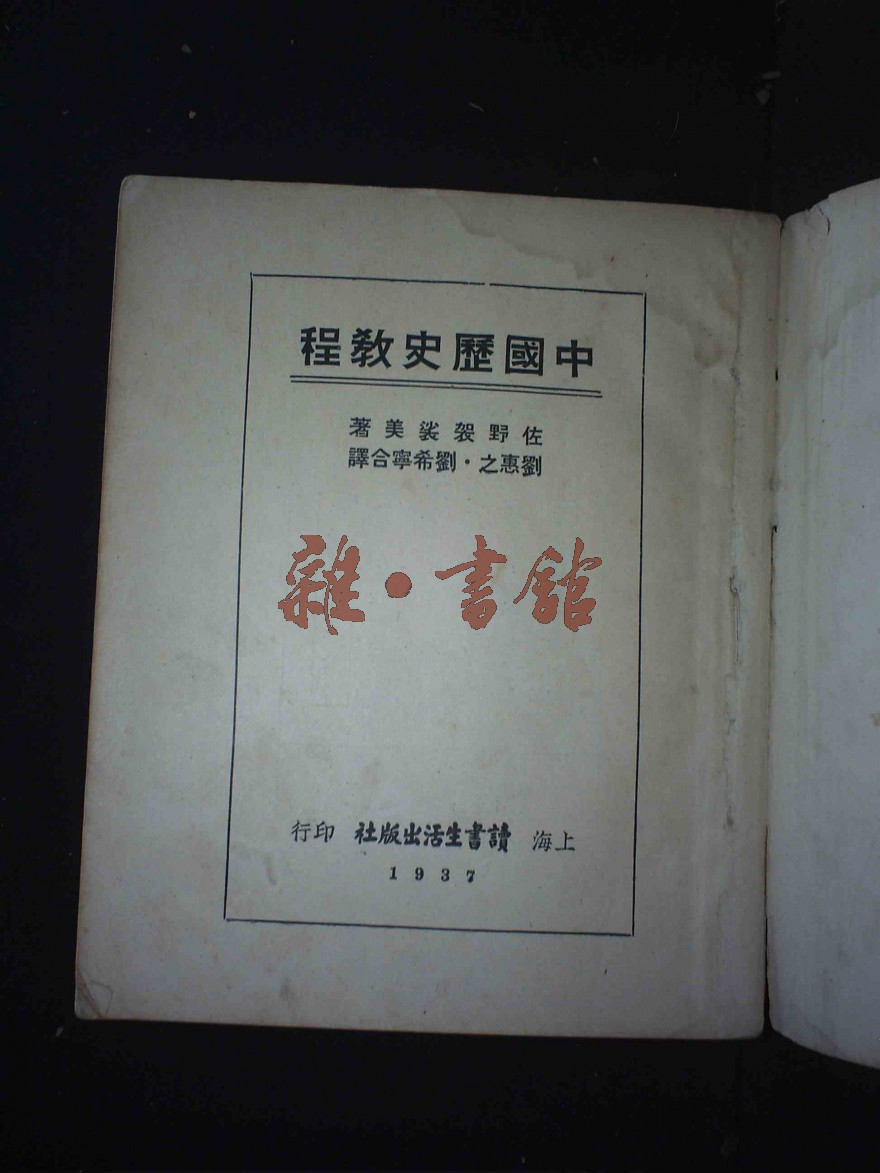 中國歷史教程
佐野袈裟美著
劉惠之·劉希寧合譯
雜·書館
上海 讀書生活出版社 印行
1937